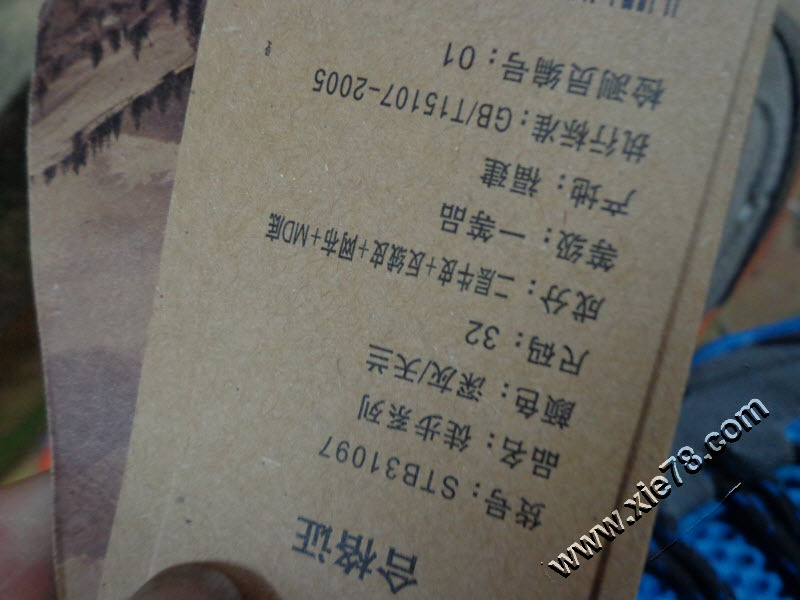 合格证
货号：STB31097
品名：徒步系列
颜色：深灰/天兰
尺码：32
成分：二层牛皮+反绒皮+网布+MD底
等级：一等品
产地：福建
执行标准：GB/T15107-2005
检测员编号：01
www.xie78.com